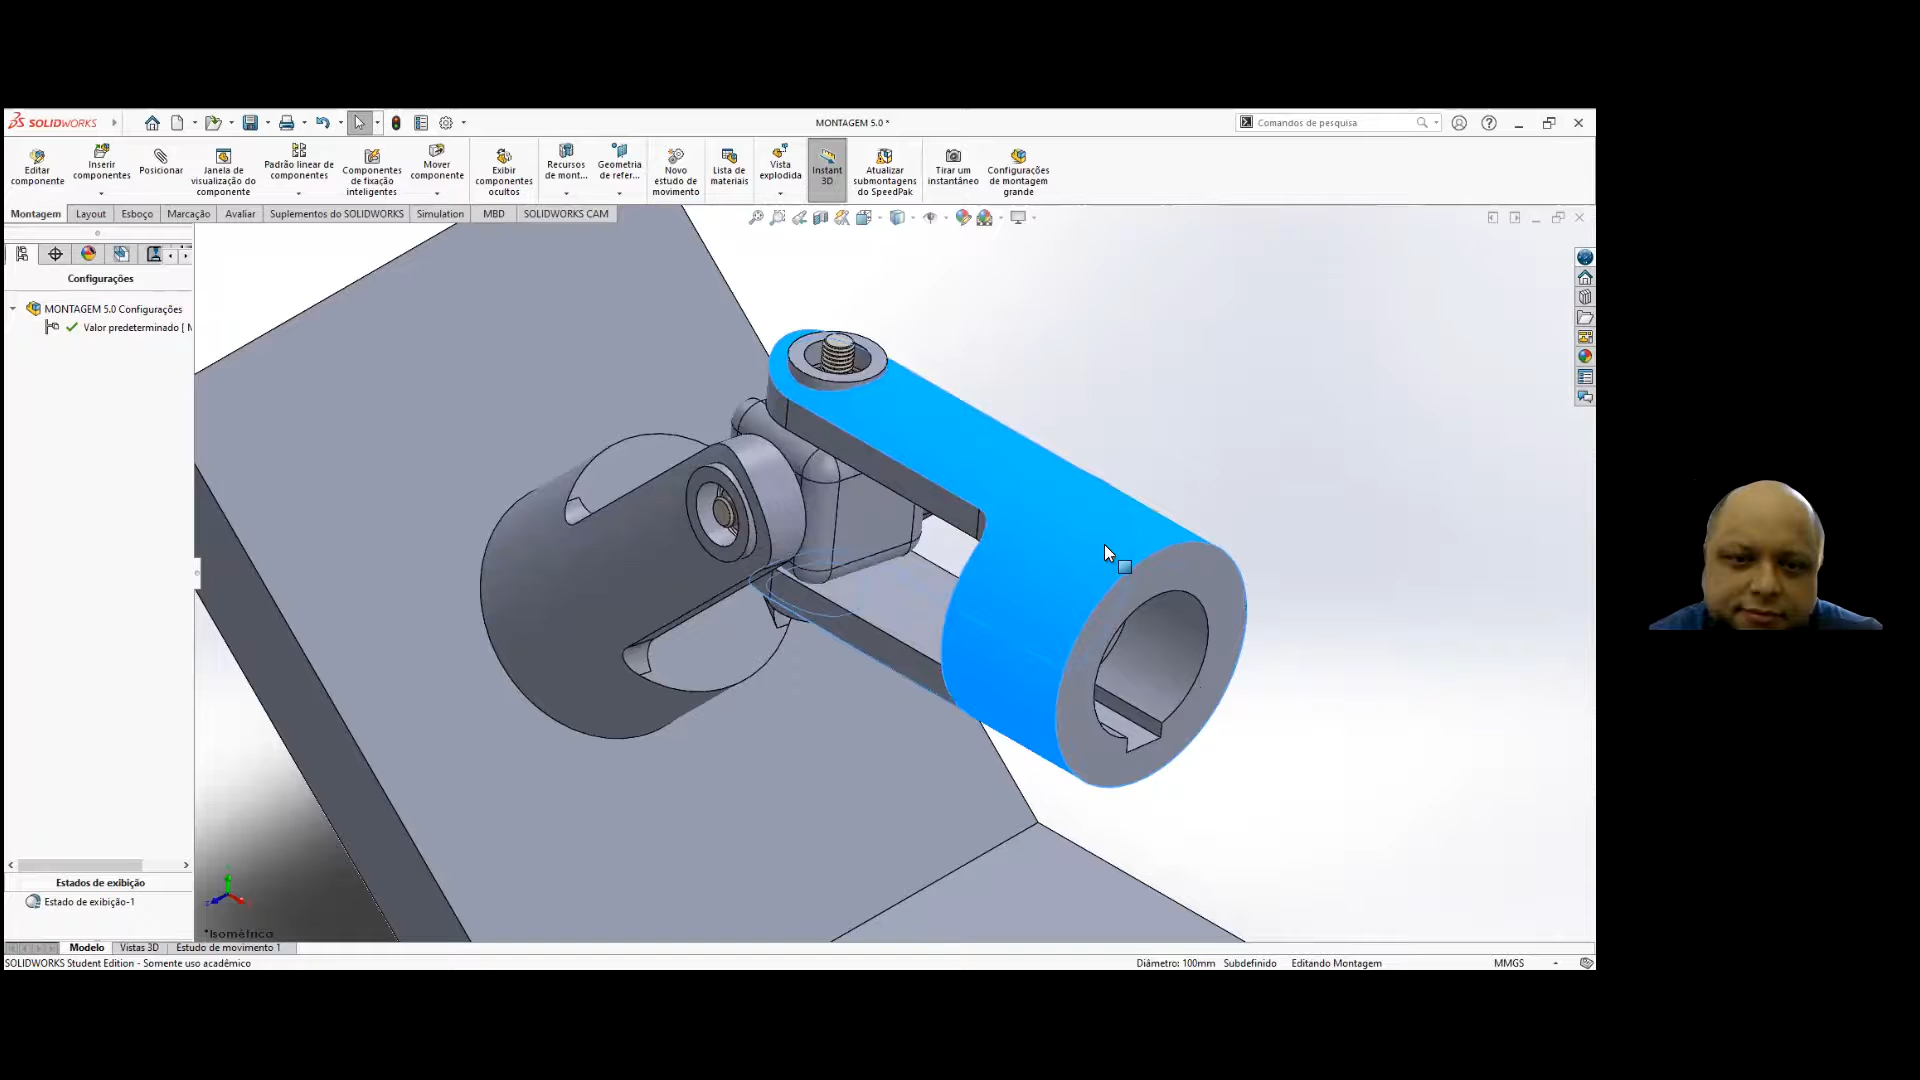 SOLIDWORKS
MONTAGEM 5.0 *
Comandos de pesquisa
Editar componente
Inserir componentes
Posicionar
Janela de visualização do componente
Padrão linear de componentes
Componentes de fixação inteligentes
Mover componente
Exibir componentes ocultos
Recursos de mont...
Geometria de refer...
Novo estudo de movimento
Lista de materiais
Vista explodida
Instant 3D
Atualizar submontagens do SpeedPak
Tirar um instantâneo
Configurações de montagem grande
Montagem Layout Esboço Marcação Avaliar Suplementos do SOLIDWORKS Simulation MBD SOLIDWORKS CAM
Configurações
MONTAGEM 5.0 Configurações
Valor predeterminado [
Estados de exibição
Estado de exibição-1
*Isométrica
Modelo Vistas 3D Estudo de movimento 1
SOLIDWORKS Student Edition - Somente uso acadêmico
Diâmetro: 100mm Subdefinido Editando Montagem MMGS